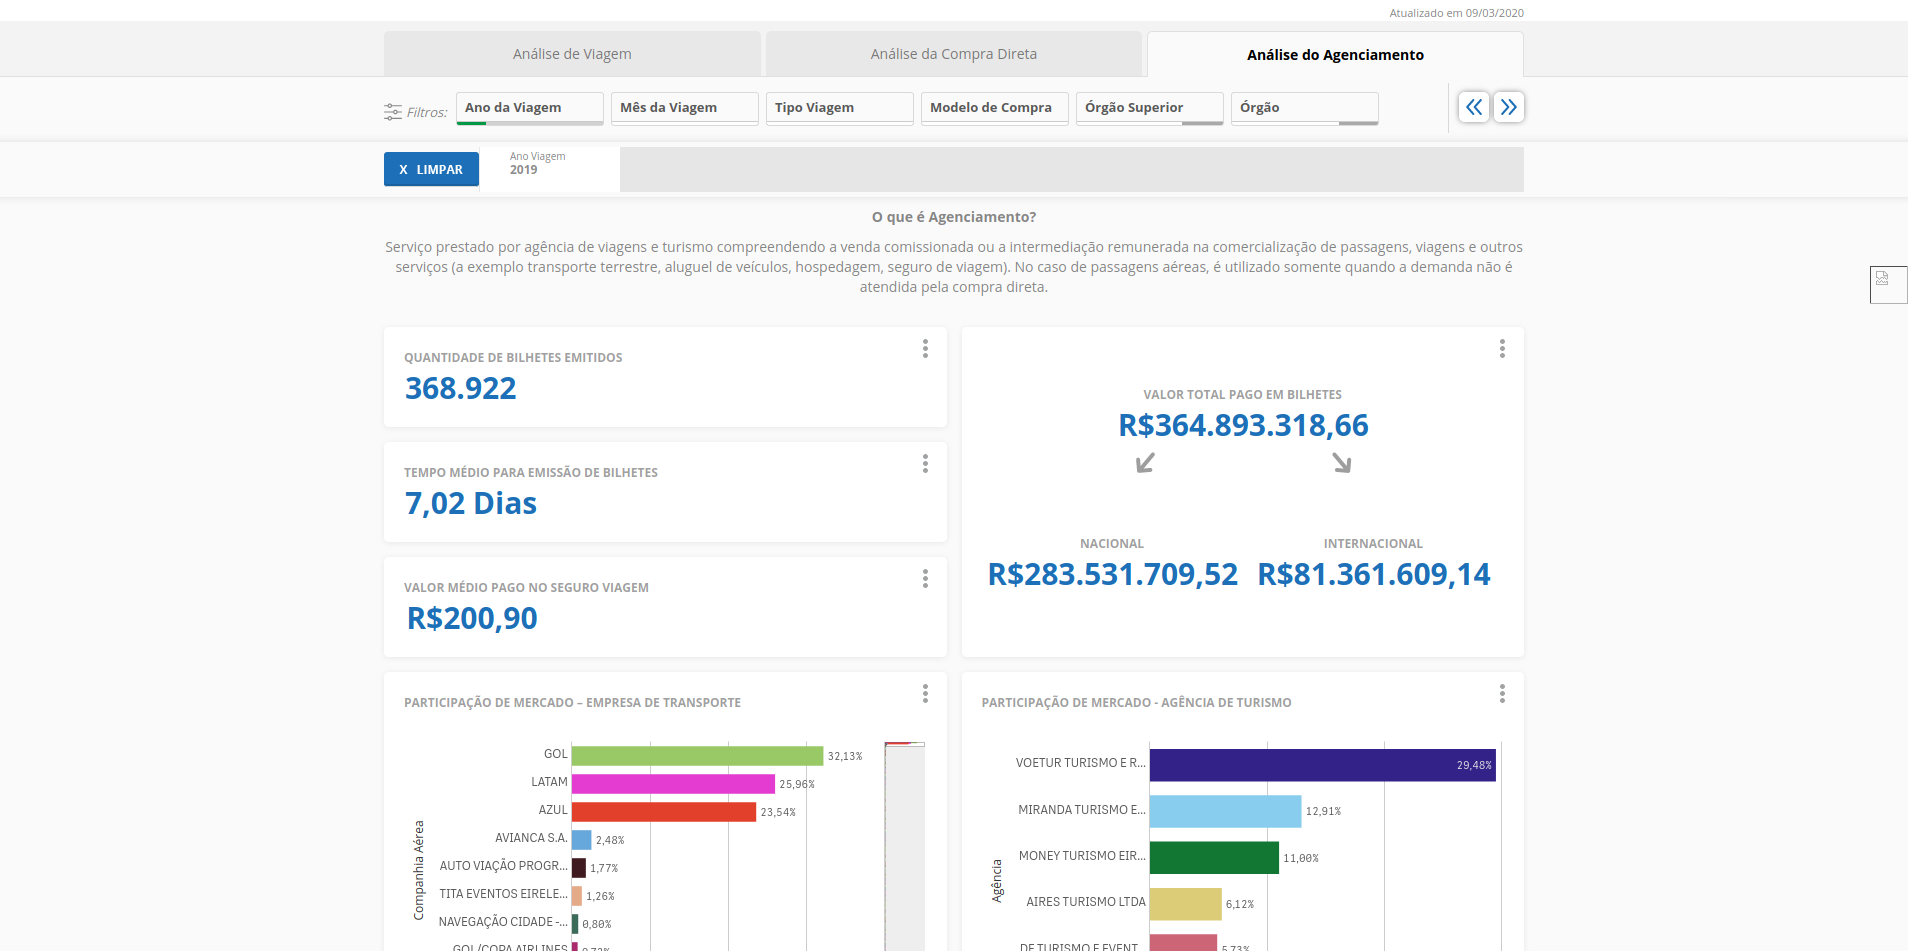 Atualizado em 09/03/2020
Análise de Viagem
Análise da Compra Direta
Análise do Agenciamento
Filtros:
Ano da Viagem
Mês da Viagem
Tipo Viagem
Modelo de Compra
Órgão Superior
Órgão
X LIMPAR
Ano Viagem
2019
O que é Agenciamento?
Serviço prestado por agência de viagens e turismo compreendendo a venda comissionada ou a intermediação remunerada na comercialização de passagens, viagens e outros
serviços (a exemplo transporte terrestre, aluguel de veículos, hospedagem, seguro de viagem). No caso de passagens aéreas, é utilizado somente quando a demanda não é
atendida pela compra direta.
QUANTIDADE DE BILHETES EMITIDOS
368.922
TEMPO MÉDIO PARA EMISSÃO DE BILHETES
7,02 Dias
VALOR MÉDIO PAGO NO SEGURO VIAGEM
R$200,90
VALOR TOTAL PAGO EM BILHETES
R$364.893.318,66
NACIONAL
R$283.531.709,52
INTERNACIONAL
R$81.361.609,14
PARTICIPAÇÃO DE MERCADO – EMPRESA DE TRANSPORTE
Companhia Aérea
GOL 32,13%
LATAM 25,96%
AZUL 23,54%
AVIANCA S.A. 2,48%
AUTO VIAÇÃO PROGR... 1,77%
TITA EVENTOS EIRELE... 1,26%
NAVEGAÇÃO CIDADE -... 0,80%
GOL/COPA AIRLINES 0,72%
PARTICIPAÇÃO DE MERCADO - AGÊNCIA DE TURISMO
Agência
VOETUR TURISMO E R... 29,48%
MIRANDA TURISMO E... 12,91%
MONEY TURISMO EIR... 11,00%
AIRES TURISMO LTDA 6,12%
DF TURISMO E EVENT... 5,73%